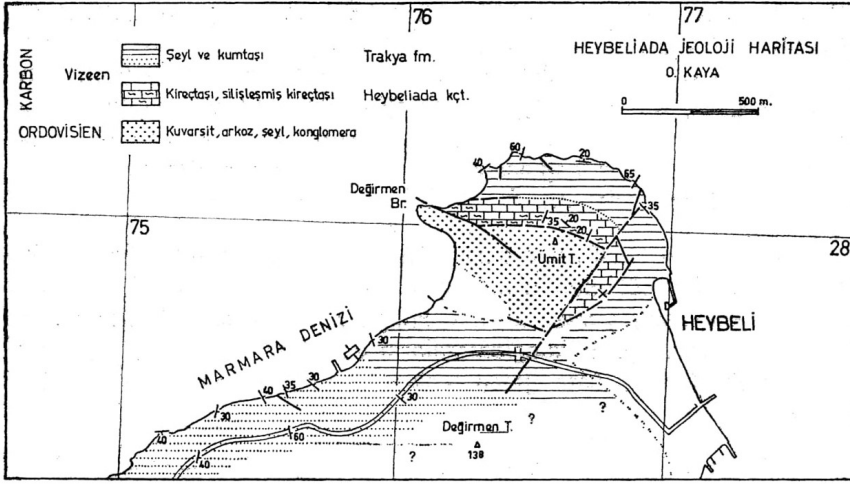 76
77
HEYBELİADA JEOLOJİ HARİTASI
O. KAYA
0 500 m.
KARBON
Vizeen
Şeyl ve kumtaşı Trakya fm.
Kireçtaşı, silişleşmiş kireçtaşı Heybeliada kçt.
ORDOVİSİEN
Kuvarsit, arkoz, şeyl, konglomera
60
20
40
65
Değirmen
Br.
35
35
20
20
75
Ümit T.
28
HEYBELİ
MARMARA DENİZİ
30
30
35
40
30
30
40
60
40
?
?
?
Değirmen T.
138